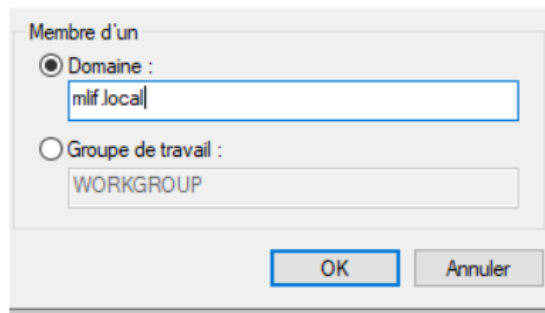 Membre d'un
Domaine :
mlif.local
Groupe de travail :
WORKGROUP
OK
Annuler